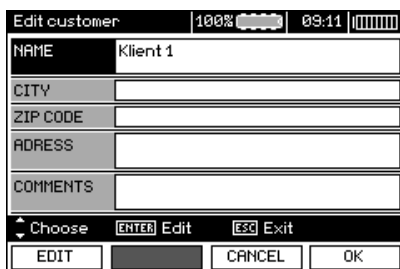 Edit customer 100% 09:11
NAME Klient 1
CITY
ZIP CODE
ADRESS
COMMENTS
Choose ENTER Edit ESC Exit
EDIT CANCEL OK